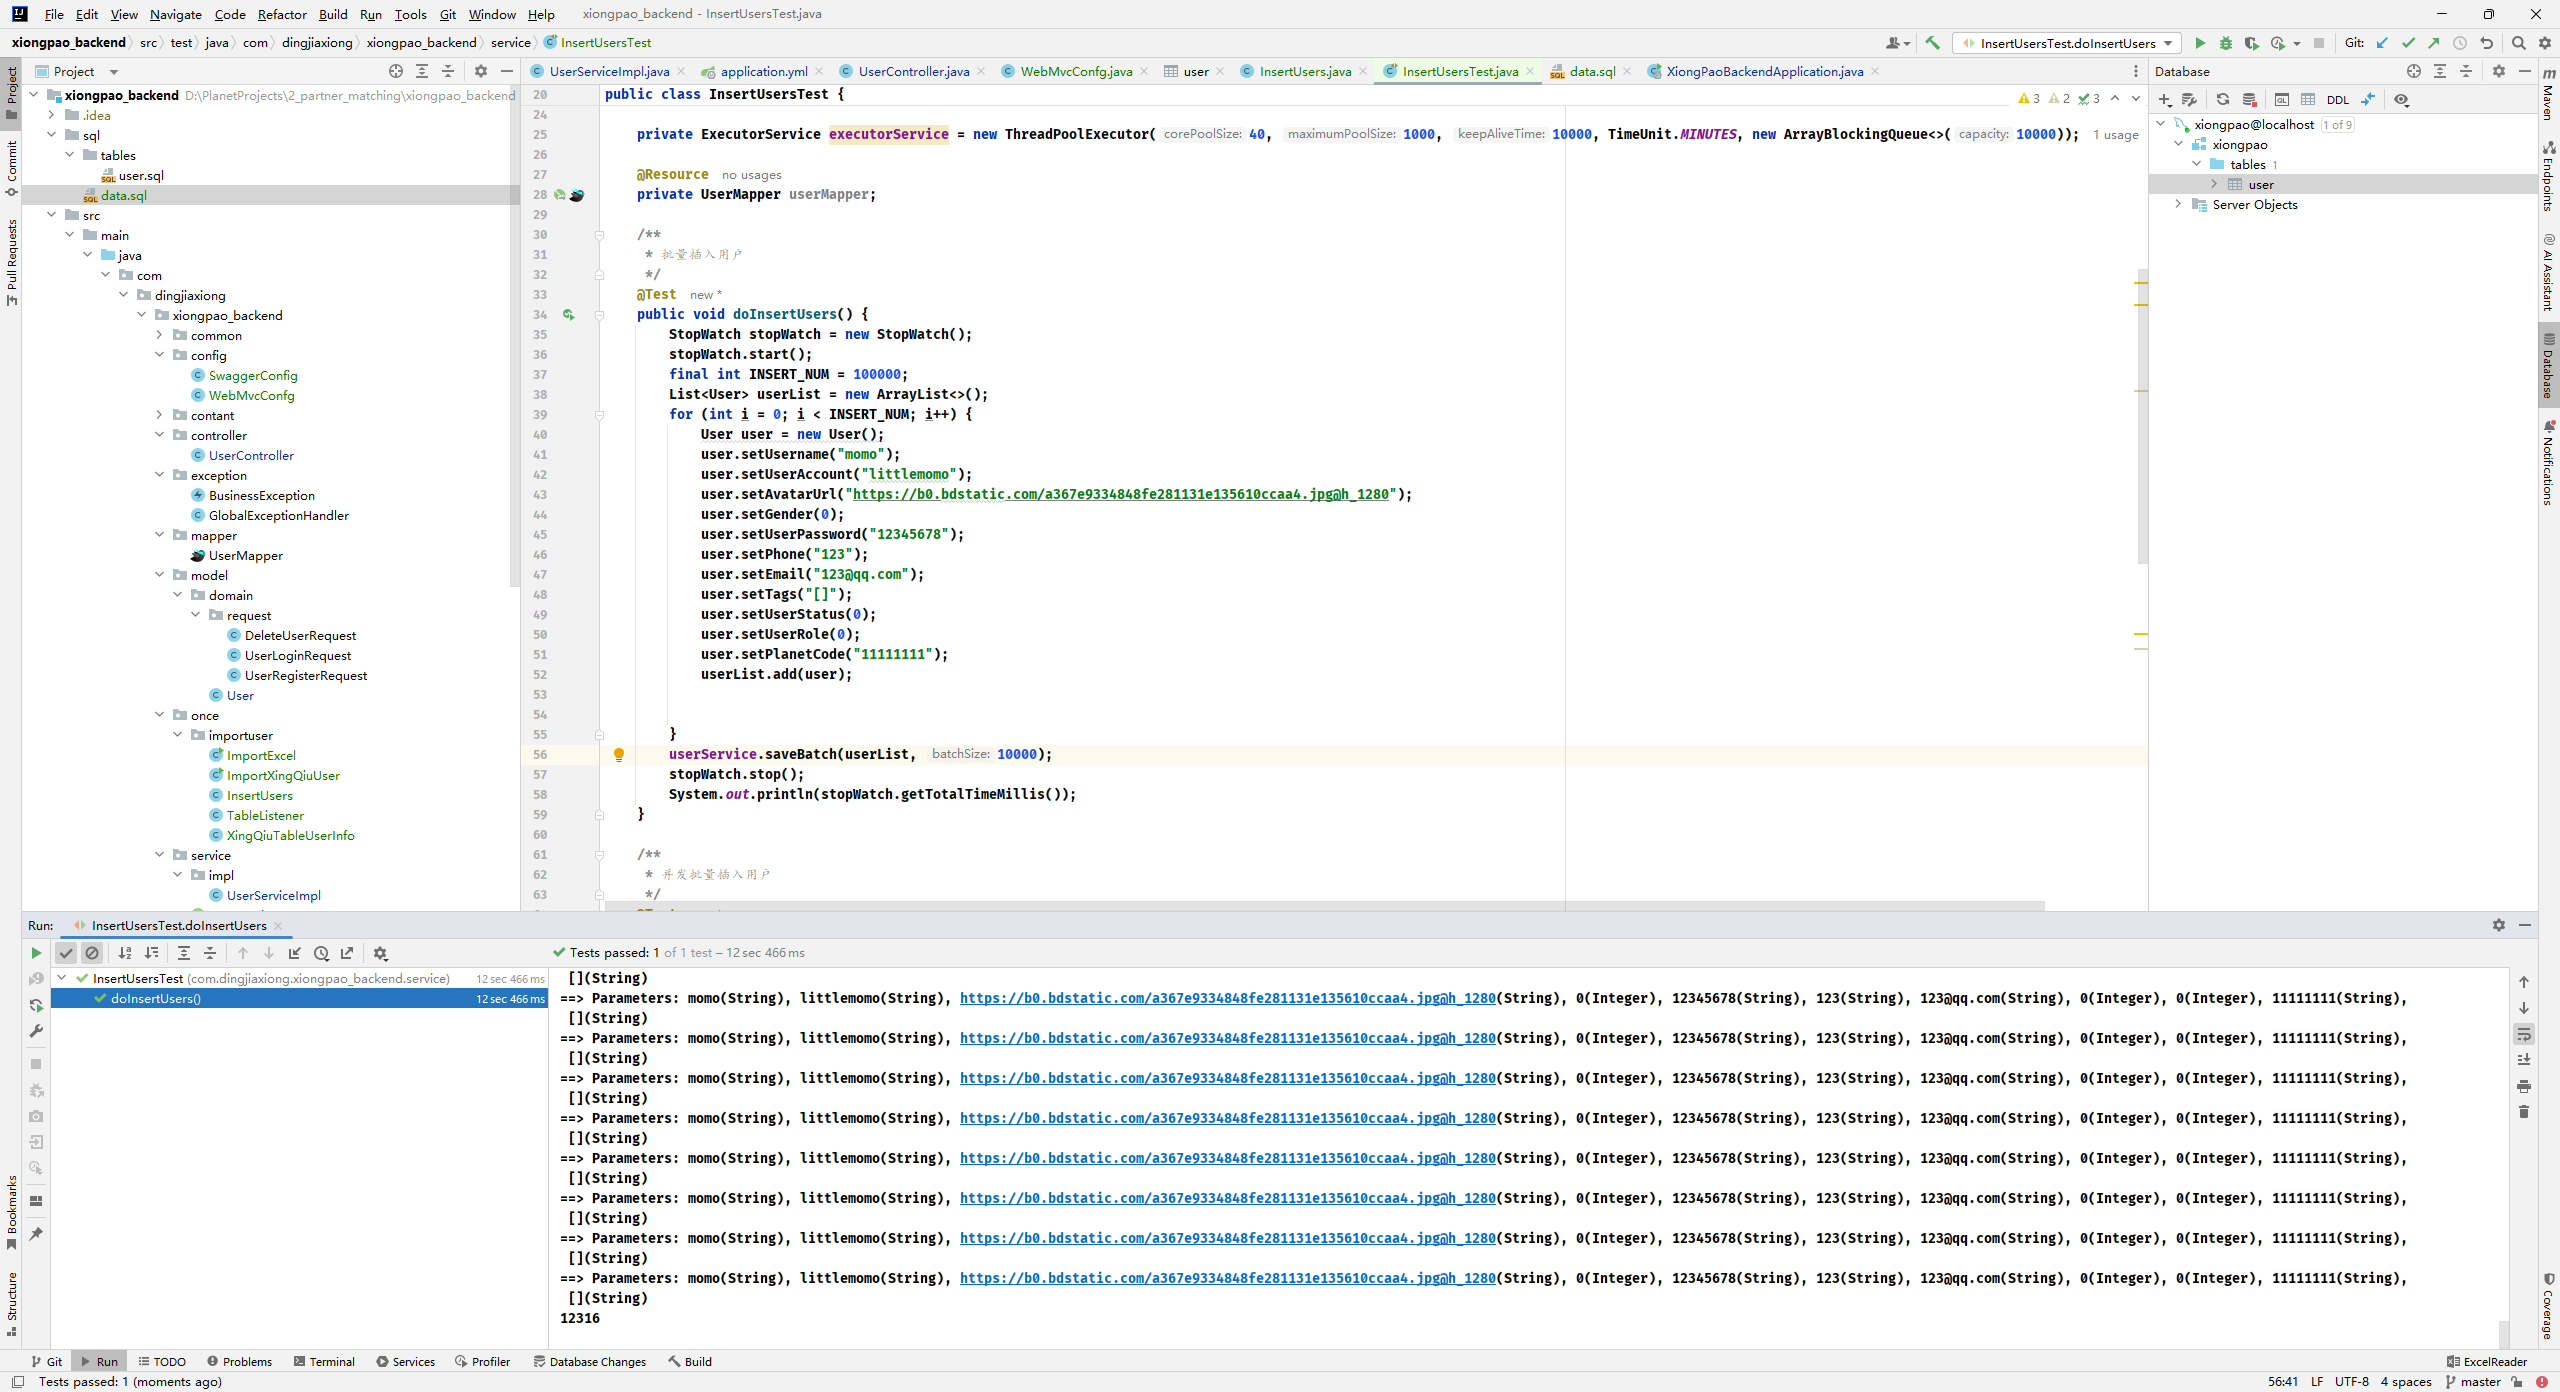 File Edit View Navigate Code Refactor Build Run Tools Git Window Help xiongpao_backend - InsertUsersTest.java
xiongpao_backend src test java com dingjiaxiong xiongpao_backend service InsertUsersTest InsertUsersTest.doInsertUsers Git:
Project
UserServiceImpl.java application.yml UserController.java WebMvcConfg.java user InsertUsers.java InsertUsersTest.java data.sql XiongPaoBackendApplication.java
Database
Project
Commit
Pull Requests
Bookmarks
Structure
xiongpao_backend D:\PlanetProjects\2_partner_matching\xiongpao_backend
.idea
sql
tables
user.sql
data.sql
src
main
java
com
dingjiaxiong
xiongpao_backend
common
config
SwaggerConfig
WebMvcConfg
contant
controller
UserController
exception
BusinessException
GlobalExceptionHandler
mapper
UserMapper
model
domain
request
DeleteUserRequest
UserLoginRequest
UserRegisterRequest
User
once
importuser
ImportExcel
ImportXingQiuUser
InsertUsers
TableListener
XingQiuTableUserInfo
service
impl
UserServiceImpl
20 public class InsertUsersTest { 3 2 3
24
25 private ExecutorService executorService = new ThreadPoolExecutor( corePoolSize: 40, maximumPoolSize: 1000, keepAliveTime: 10000, TimeUnit.MINUTES, new ArrayBlockingQueue<>( capacity: 10000)); 1 usage
26
27 @Resource no usages
28 private UserMapper userMapper;
29
30 /**
31 * 批量插入用户
32 */
33 @Test new *
34 public void doInsertUsers() {
35 StopWatch stopWatch = new StopWatch();
36 stopWatch.start();
37 final int INSERT_NUM = 100000;
38 List<User> userList = new ArrayList<>();
39 for (int i = 0; i < INSERT_NUM; i++) {
40 User user = new User();
41 user.setUsername("momo");
42 user.setUserAccount("littlemomo");
43 user.setAvatarUrl("https://b0.bdstatic.com/a367e9334848fe281131e135610ccaa4.jpg@h_1280");
44 user.setGender(0);
45 user.setUserPassword("12345678");
46 user.setPhone("123");
47 user.setEmail("123@qq.com");
48 user.setTags("[]");
49 user.setUserStatus(0);
50 user.setUserRole(0);
51 user.setPlanetCode("11111111");
52 userList.add(user);
53
54
55 }
56 userService.saveBatch(userList, batchSize: 10000);
57 stopWatch.stop();
58 System.out.println(stopWatch.getTotalTimeMillis());
59 }
60
61 /**
62 * 并发批量插入用户
63 */
DDL
xiongpao@localhost 1 of 9
xiongpao
tables 1
user
Server Objects
Maven
Endpoints
AI Assistant
Database
Notifications
Coverage
Run: InsertUsersTest.doInsertUsers
Tests passed: 1 of 1 test – 12 sec 466 ms
InsertUsersTest (com.dingjiaxiong.xiongpao_backend.service) 12 sec 466 ms
doInsertUsers() 12 sec 466 ms
[](String)
==> Parameters: momo(String), littlemomo(String), https://b0.bdstatic.com/a367e9334848fe281131e135610ccaa4.jpg@h_1280(String), 0(Integer), 12345678(String), 123(String), 123@qq.com(String), 0(Integer), 0(Integer), 11111111(String),
[](String)
==> Parameters: momo(String), littlemomo(String), https://b0.bdstatic.com/a367e9334848fe281131e135610ccaa4.jpg@h_1280(String), 0(Integer), 12345678(String), 123(String), 123@qq.com(String), 0(Integer), 0(Integer), 11111111(String),
[](String)
==> Parameters: momo(String), littlemomo(String), https://b0.bdstatic.com/a367e9334848fe281131e135610ccaa4.jpg@h_1280(String), 0(Integer), 12345678(String), 123(String), 123@qq.com(String), 0(Integer), 0(Integer), 11111111(String),
[](String)
==> Parameters: momo(String), littlemomo(String), https://b0.bdstatic.com/a367e9334848fe281131e135610ccaa4.jpg@h_1280(String), 0(Integer), 12345678(String), 123(String), 123@qq.com(String), 0(Integer), 0(Integer), 11111111(String),
[](String)
==> Parameters: momo(String), littlemomo(String), https://b0.bdstatic.com/a367e9334848fe281131e135610ccaa4.jpg@h_1280(String), 0(Integer), 12345678(String), 123(String), 123@qq.com(String), 0(Integer), 0(Integer), 11111111(String),
[](String)
==> Parameters: momo(String), littlemomo(String), https://b0.bdstatic.com/a367e9334848fe281131e135610ccaa4.jpg@h_1280(String), 0(Integer), 12345678(String), 123(String), 123@qq.com(String), 0(Integer), 0(Integer), 11111111(String),
[](String)
==> Parameters: momo(String), littlemomo(String), https://b0.bdstatic.com/a367e9334848fe281131e135610ccaa4.jpg@h_1280(String), 0(Integer), 12345678(String), 123(String), 123@qq.com(String), 0(Integer), 0(Integer), 11111111(String),
[](String)
==> Parameters: momo(String), littlemomo(String), https://b0.bdstatic.com/a367e9334848fe281131e135610ccaa4.jpg@h_1280(String), 0(Integer), 12345678(String), 123(String), 123@qq.com(String), 0(Integer), 0(Integer), 11111111(String),
[](String)
12316
Git Run TODO Problems Terminal Services Profiler Database Changes Build ExcelReader
Tests passed: 1 (moments ago) 56:41 LF UTF-8 4 spaces master